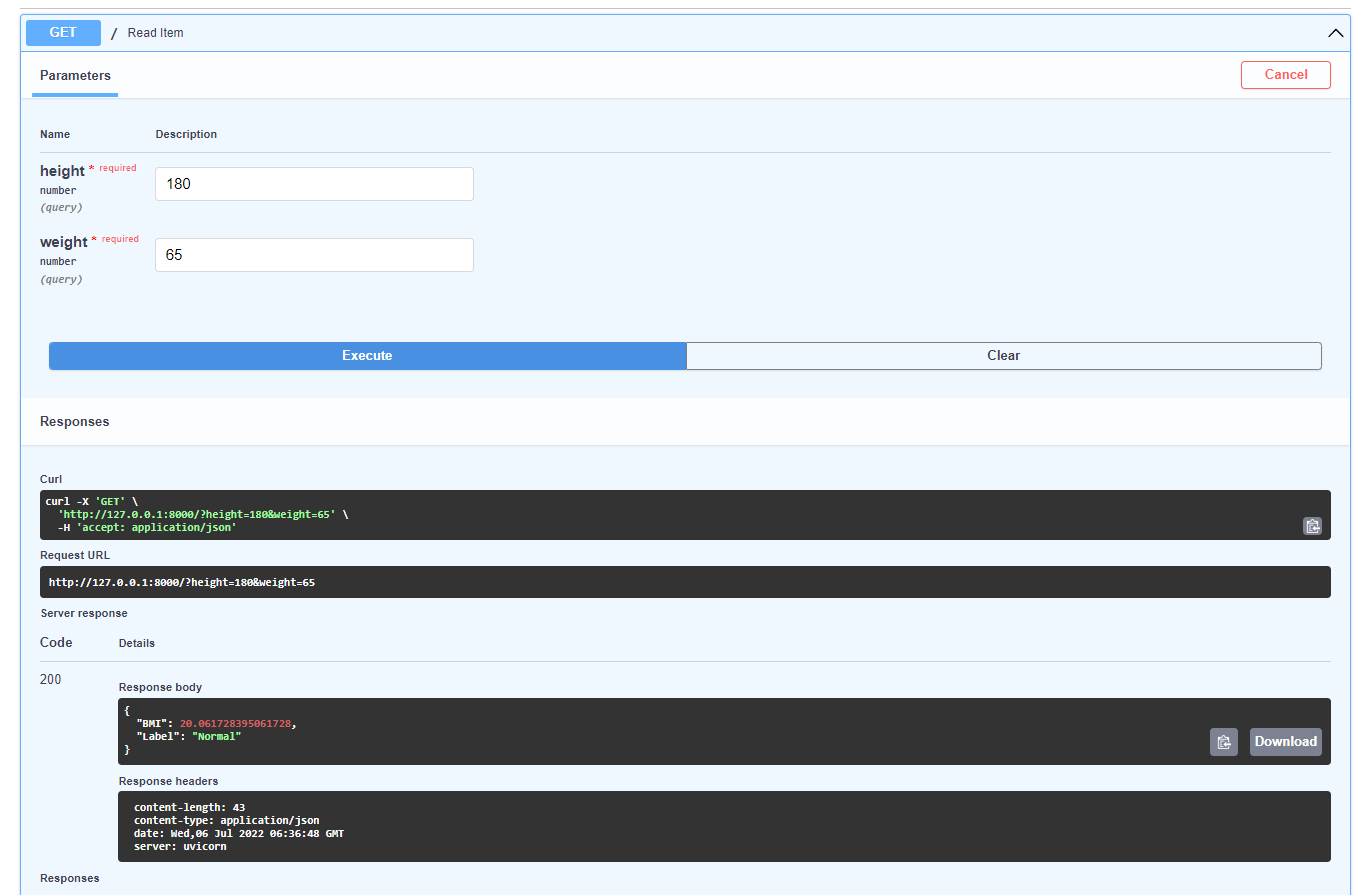 GET / Read Item
Parameters
Cancel
Name Description
height * required
number
(query)
180
weight * required
number
(query)
65
Execute Clear
Responses
Curl
curl -X 'GET' \
  'http://127.0.0.1:8000/?height=180&weight=65' \
  -H 'accept: application/json'
Request URL
http://127.0.0.1:8000/?height=180&weight=65
Server response
Code Details
200
Response body
{
  "BMI": 20.061728395061728,
  "Label": "Normal"
}
Download
Response headers
content-length: 43
content-type: application/json
date: Wed,06 Jul 2022 06:36:48 GMT
server: uvicorn
Responses